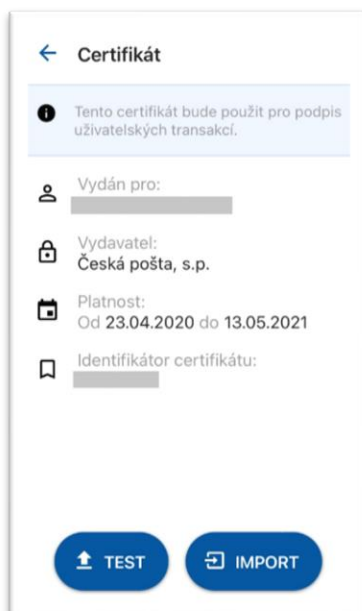 Certifikát
Tento certifikát bude použit pro podpis
uživatelských transakcí.
Vydán pro:
Vydavatel:
Česká pošta, s.p.
Platnost:
Od 23.04.2020 do 13.05.2021
Identifikátor certifikátu:
TEST
IMPORT